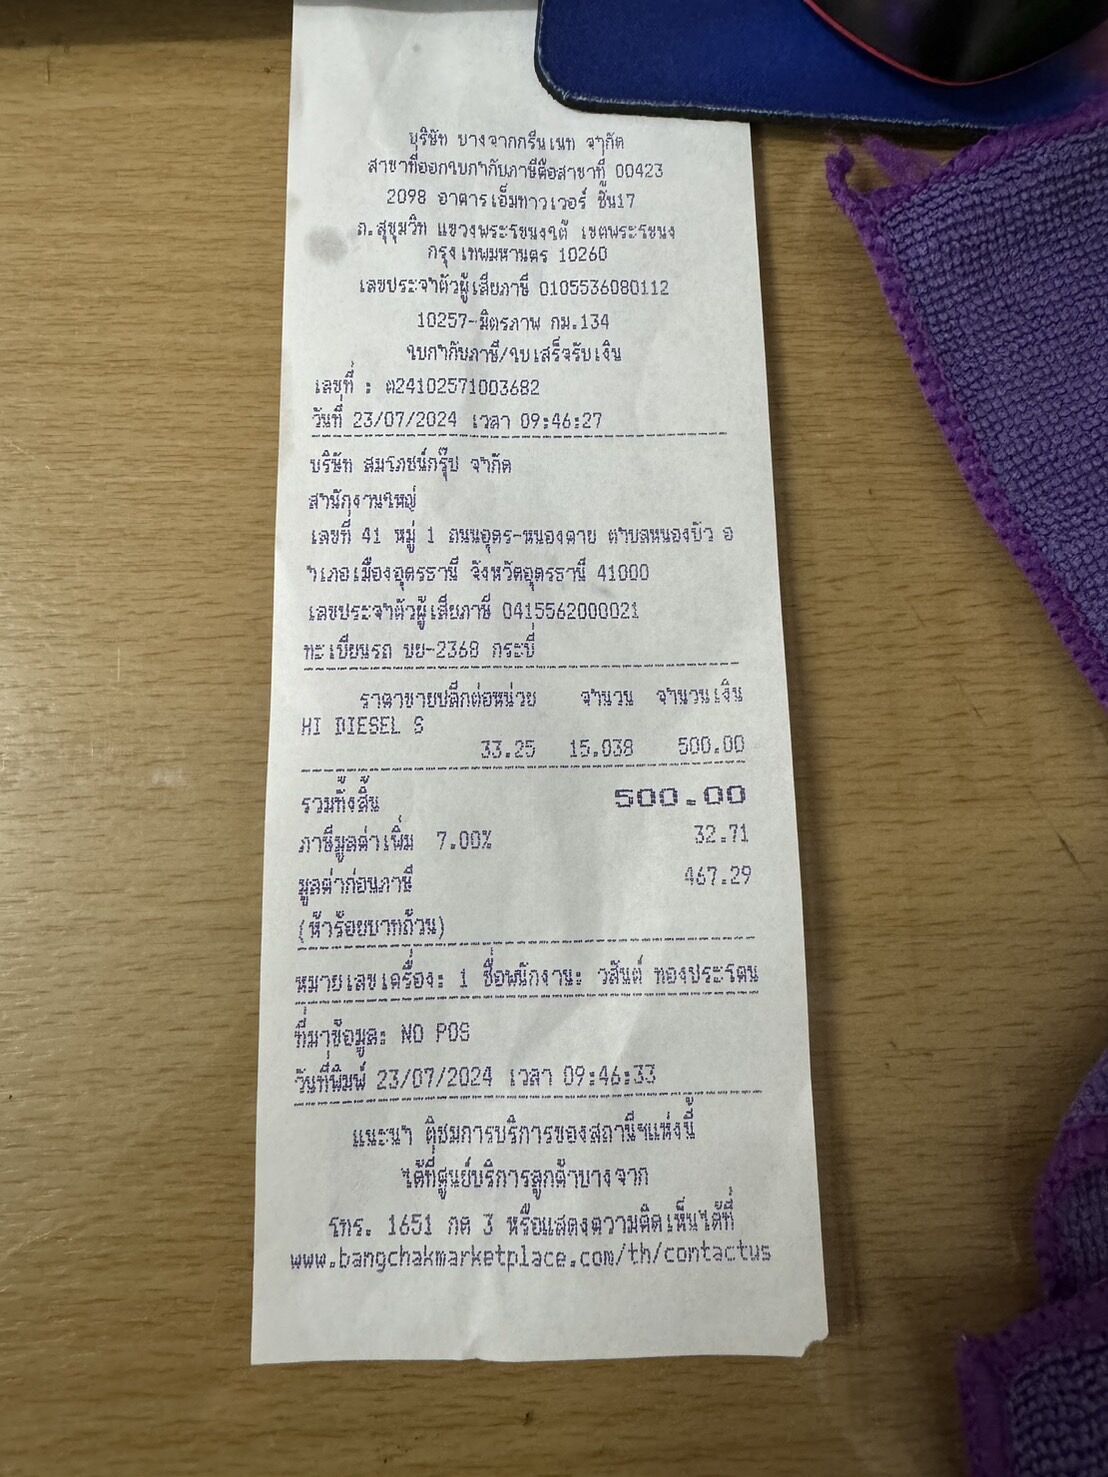 บริษัท บางจากกรีนเนท จำกัด
สาขาที่ออกใบกำกับภาษีคือสาขาที่ 00423
2098 อาคารเอ็มทาวเวอร์ ชั้น17
ถ.สุขุมวิท แขวงพระโขนงใต้ เขตพระโขนง
กรุงเทพมหานคร 10260
เลขประจำตัวผู้เสียภาษี 0105536080112
10257-มิตรภาพ กม.134
ใบกำกับภาษี/ใบเสร็จรับเงิน
เลขที่ : ต24102571003682
วันที่ 23/07/2024 เวลา 09:46:27
บริษัท สมโภชน์กรุ๊ป จำกัด
สำนักงานใหญ่
เลขที่ 41 หมู่ 1 ถนนอุดร-หนองคาย ตำบลหนองบัว อ
ำเภอเมืองอุดรธานี จังหวัดอุดรธานี 41000
เลขประจำตัวผู้เสียภาษี 0415562000021
ทะเบียนรถ บย-2368 กระบี่
ราคาขายปลีกต่อหน่วย จำนวน จำนวนเงิน
HI DIESEL S
33.25 15.038 500.00
รวมทั้งสิ้น 500.00
ภาษีมูลค่าเพิ่ม 7.00% 32.71
มูลค่าก่อนภาษี 467.29
(ห้าร้อยบาทถ้วน)
หมายเลขเครื่อง: 1 ชื่อพนักงาน: วสันต์ ทองประโคน
ที่มาข้อมูล: NO POS
วันที่พิมพ์ 23/07/2024 เวลา 09:46:33
แนะนำ ติชมการบริการของสถานีฯแห่งนี้
ได้ที่ศูนย์บริการลูกค้าบางจาก
โทร. 1651 กด 3 หรือแสดงความคิดเห็นได้ที่
www.bangchakmarketplace.com/th/contactus